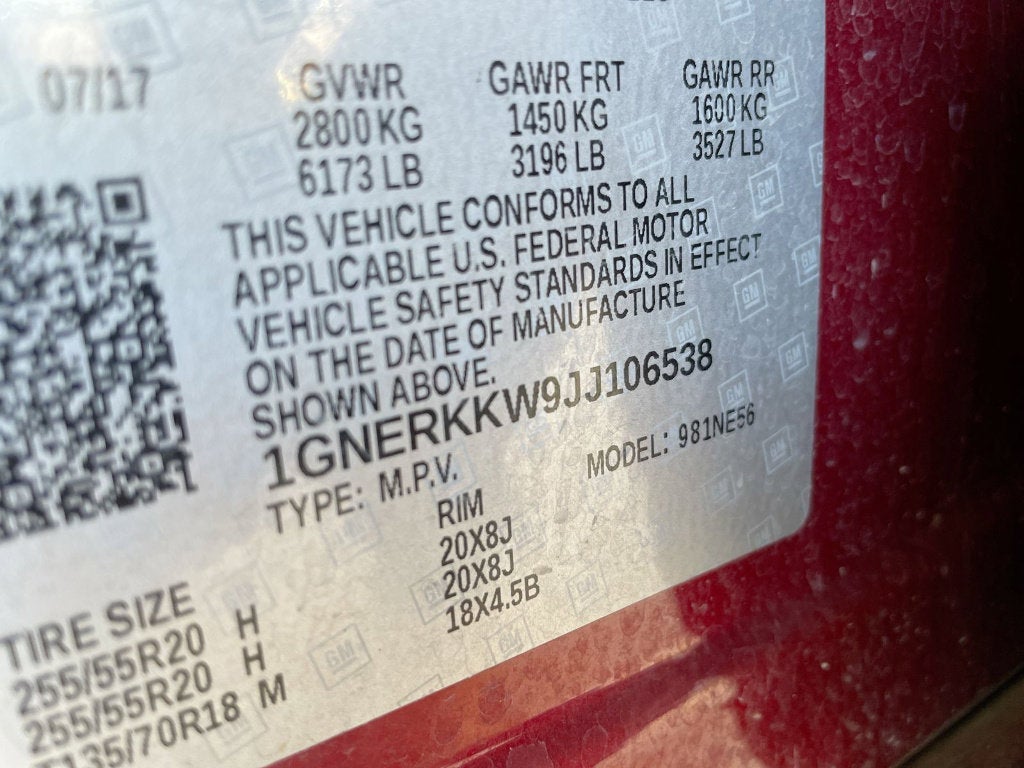 07/17 GVWR GAWR FRT GAWR RR
2800 KG 1450 KG 1600 KG
6173 LB 3196 LB 3527 LB
THIS VEHICLE CONFORMS TO ALL
APPLICABLE U.S. FEDERAL MOTOR
VEHICLE SAFETY STANDARDS IN EFFECT
ON THE DATE OF MANUFACTURE
SHOWN ABOVE.
1GNERKKW9JJ106538
TYPE: M.P.V. MODEL: 981NE56
TIRE SIZE RIM
255/55R20 H 20X8J
255/55R20 H 20X8J
T135/70R18 M 18X4.5B